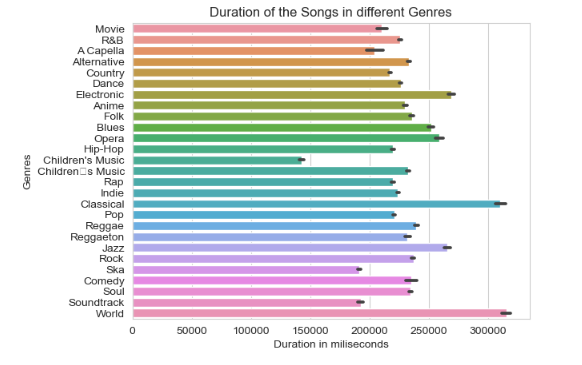 Duration of the Songs in different Genres
Genres
Movie
R&B
A Capella
Alternative
Country
Dance
Electronic
Anime
Folk
Blues
Opera
Hip-Hop
Children's Music
Children▯s Music
Rap
Indie
Classical
Pop
Reggae
Reggaeton
Jazz
Rock
Ska
Comedy
Soul
Soundtrack
World
0 50000 100000 150000 200000 250000 300000
Duration in miliseconds